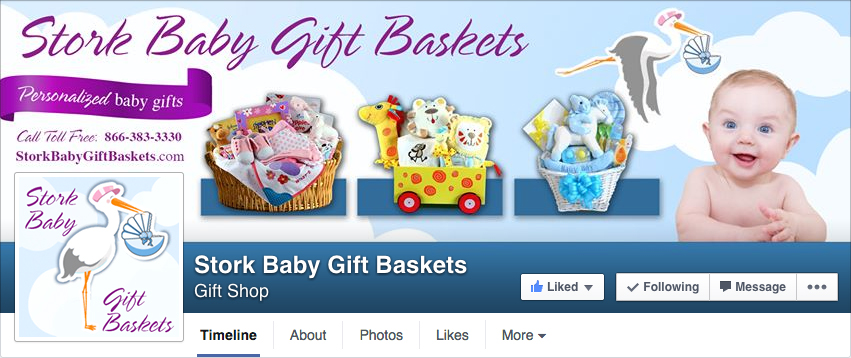 Stork Baby Gift Baskets
Personalized baby gifts
Call Toll Free: 866-383-3330
StorkBabyGiftBaskets.com
Stork
Baby
Gift
Baskets
Stork Baby Gift Baskets
Gift Shop
Liked
Following
Message
Timeline
About
Photos
Likes
More